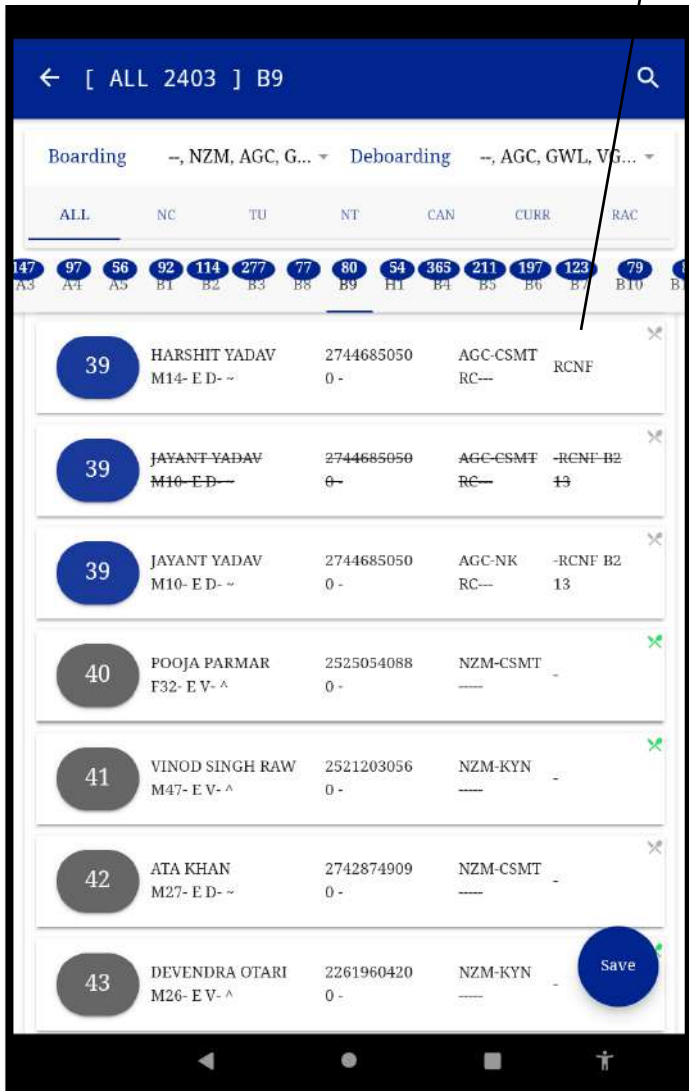 [ ALL 2403 ] B9
Boarding --, NZM, AGC, G... Deboarding --, AGC, GWL, VG...
ALL NC TU NT CAN CURR RAC
147 97 56 92 114 277 77 80 54 365 211 197 123 79
A3 A4 A5 B1 B2 B3 B8 B9 H1 B4 B5 B6 B7 B10
39 HARSHIT YADAV 2744685050 AGC-CSMT RCNF
M14- E D- ~ 0 - RC---
39 JAYANT YADAV 2744685050 AGC-CSMT -RCNF B2
M10- E D- ~ 0 - RC--- 13
39 JAYANT YADAV 2744685050 AGC-NK -RCNF B2
M10- E D- ~ 0 - RC--- 13
40 POOJA PARMAR 2525054088 NZM-CSMT -
F32- E V- ^ 0 - -----
41 VINOD SINGH RAW 2521203056 NZM-KYN -
M47- E V- ^ 0 - -----
42 ATA KHAN 2742874909 NZM-CSMT -
M27- E D- ~ 0 - -----
43 DEVENDRA OTARI 2261960420 NZM-KYN -
M26- E V- ^ 0 - -----
Save